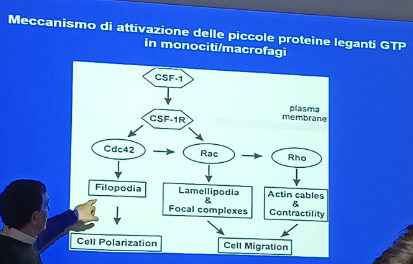 Meccanismo di attivazione delle piccole proteine leganti GTP
in monociti/macrofagi
CSF-1
CSF-1R
plasma
membrane
Cdc42
Rac
Rho
Filopodia
Lamellipodia
&
Focal complexes
Actin cables
&
Contractility
Cell Polarization
Cell Migration